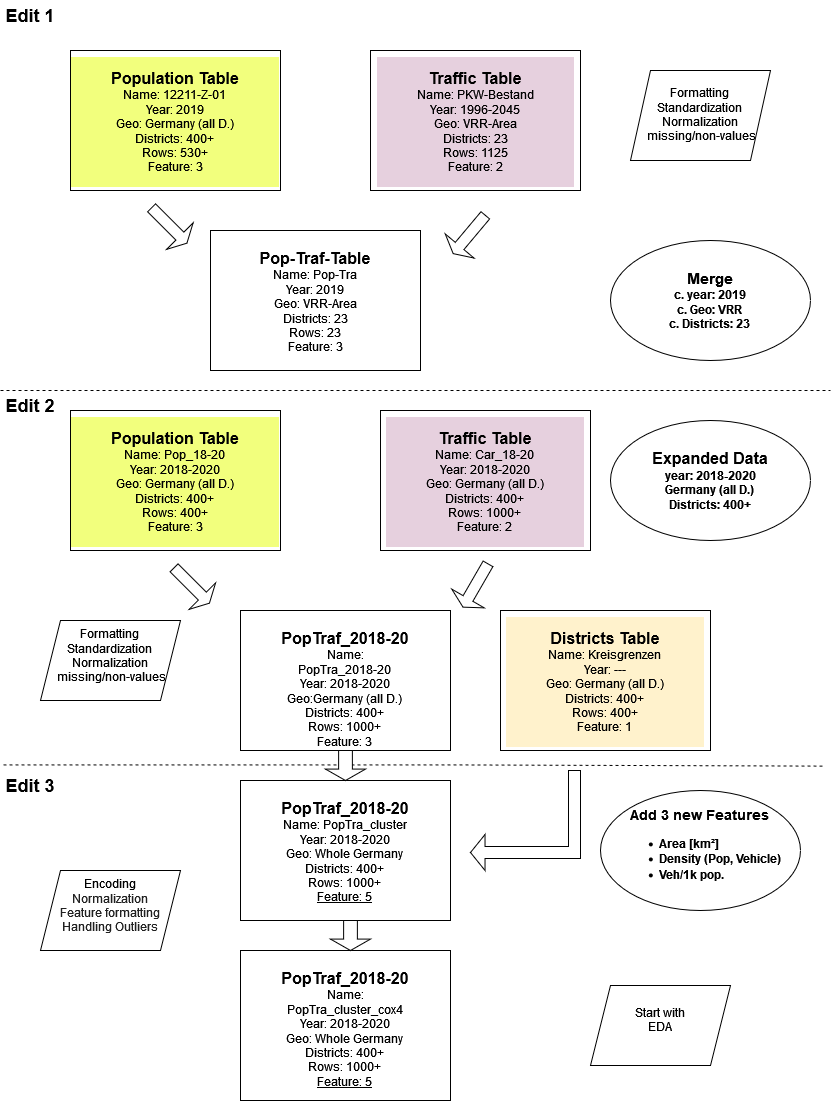 Edit 1
Population Table
Name: 12211-Z-01
Year: 2019
Geo: Germany (all D.)
Districts: 400+
Rows: 530+
Feature: 3
Traffic Table
Name: PKW-Bestand
Year: 1996-2045
Geo: VRR-Area
Districts: 23
Rows: 1125
Feature: 2
Formatting
Standardization
Normalization
missing/non-values
Pop-Traf-Table
Name: Pop-Tra
Year: 2019
Geo: VRR-Area
Districts: 23
Rows: 23
Feature: 3
Merge
c. year: 2019
c. Geo: VRR
c. Districts: 23
Edit 2
Population Table
Name: Pop_18-20
Year: 2018-2020
Geo: Germany (all D.)
Districts: 400+
Rows: 400+
Feature: 3
Traffic Table
Name: Car_18-20
Year: 2018-2020
Geo: Germany (all D.)
Districts: 400+
Rows: 1000+
Feature: 2
Expanded Data
year: 2018-2020
Germany (all D.)
Districts: 400+
Formatting
Standardization
Normalization
missing/non-values
PopTraf_2018-20
Name:
PopTra_2018-20
Year: 2018-2020
Geo:Germany (all D.)
Districts: 400+
Rows: 1000+
Feature: 3
Districts Table
Name: Kreisgrenzen
Year: ---
Geo: Germany (all D.)
Districts: 400+
Rows: 400+
Feature: 1
Edit 3
PopTraf_2018-20
Name: PopTra_cluster
Year: 2018-2020
Geo: Whole Germany
Districts: 400+
Rows: 1000+
Feature: 5
Add 3 new Features
• Area [km²]
• Density (Pop, Vehicle)
• Veh/1k pop.
Encoding
Normalization
Feature formatting
Handling Outliers
PopTraf_2018-20
Name:
PopTra_cluster_cox4
Year: 2018-2020
Geo: Whole Germany
Districts: 400+
Rows: 1000+
Feature: 5
Start with
EDA